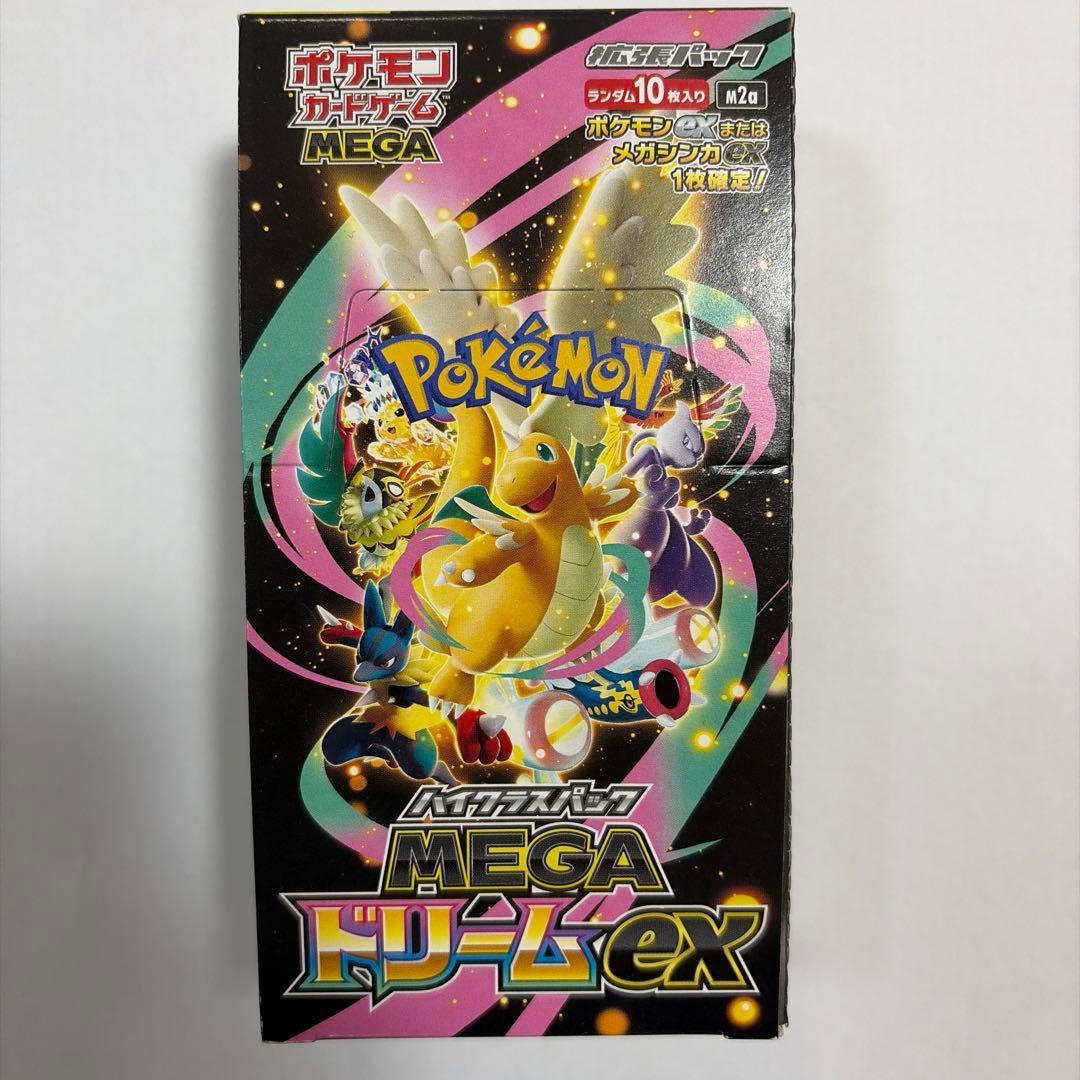 ポケモン
カードゲーム™
MEGA
拡張パック
ランダム10枚入り M2a
ポケモンexまたは
メガシンカex
1枚確定!
POKéMON™
ハイクラスパック
MEGA
ドリームex